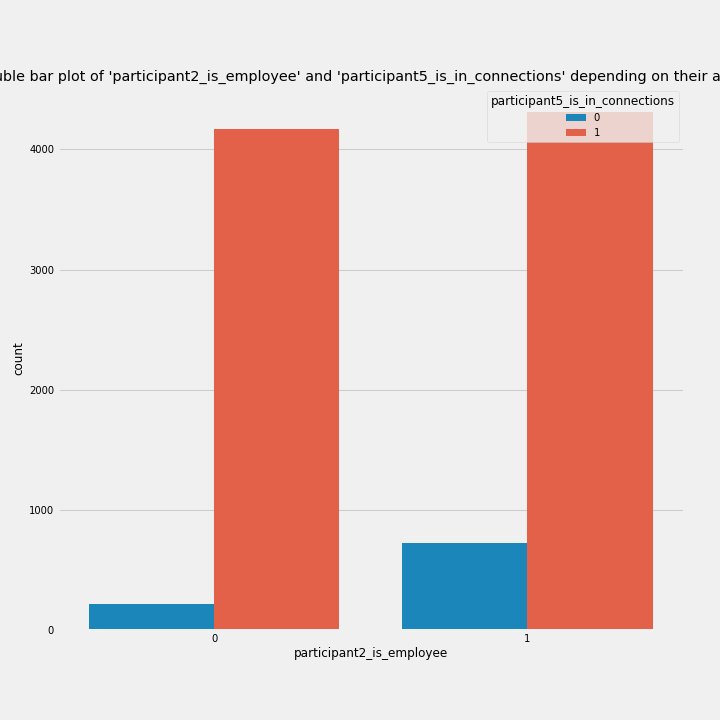 uble bar plot of 'participant2_is_employee' and 'participant5_is_in_connections' depending on their a
participant5_is_in_connections
0
1
4000
3000
2000
1000
0
count
0 1
participant2_is_employee